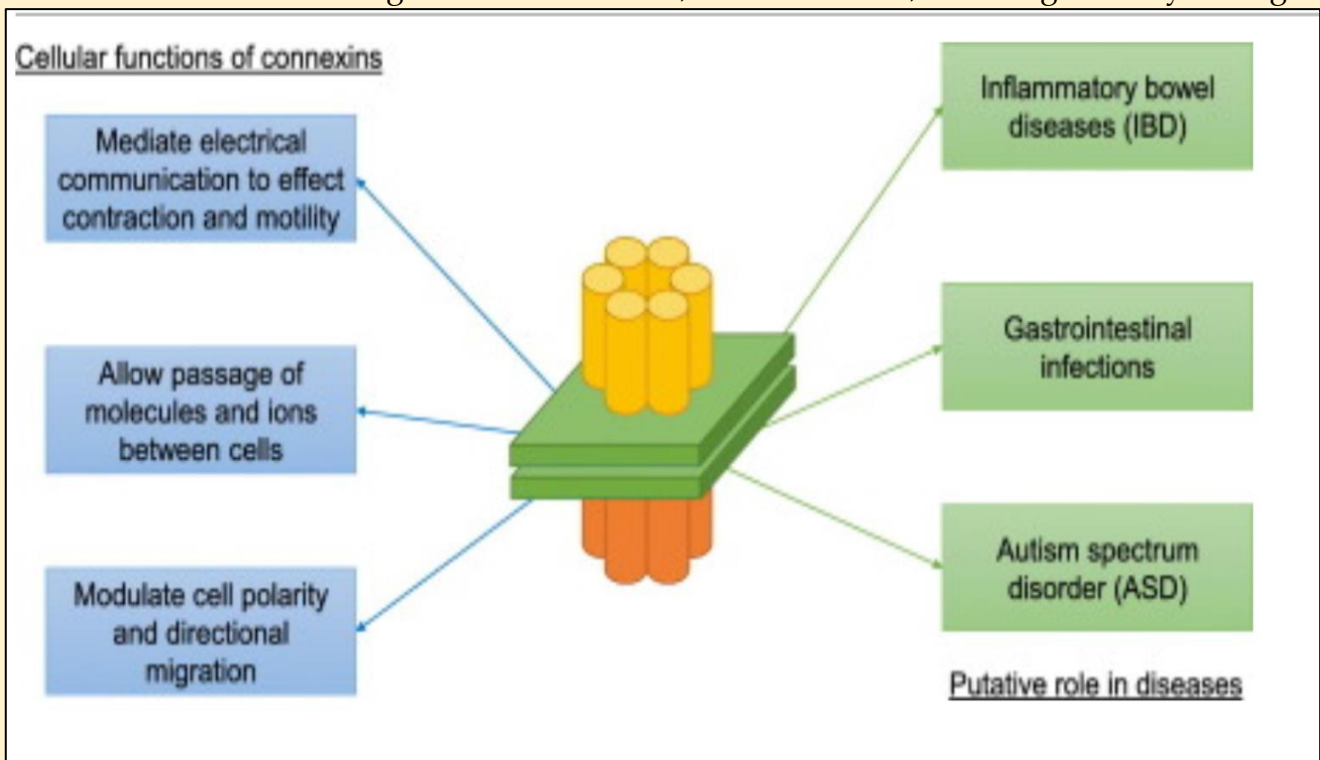 Cellular functions of connexins
Mediate electrical
communication to effect
contraction and motility
Allow passage of
molecules and ions
between cells
Modulate cell polarity
and directional
migration
Inflammatory bowel
diseases (IBD)
Gastrointestinal
infections
Autism spectrum
disorder (ASD)
Putative role in diseases